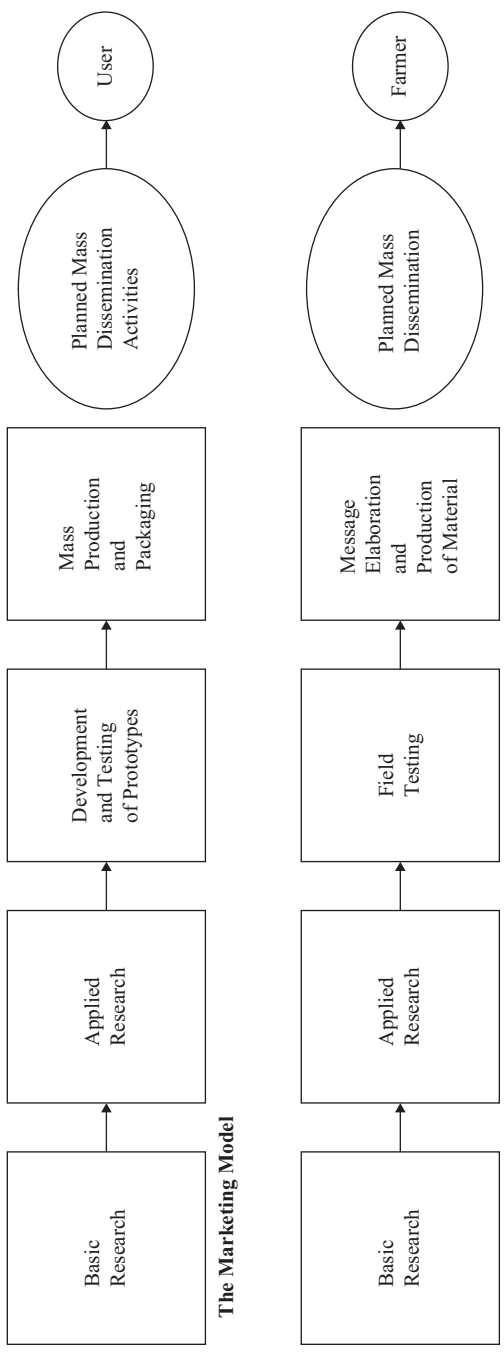 Basic
Research
Applied
Research
Development
and Testing
of Prototypes
Mass
Production
and
Packaging
Planned Mass
Dissemination
Activities
User
The Marketing Model
Basic
Research
Applied
Research
Field
Testing
Message
Elaboration
and
Production
of Material
Planned Mass
Dissemination
Farmer